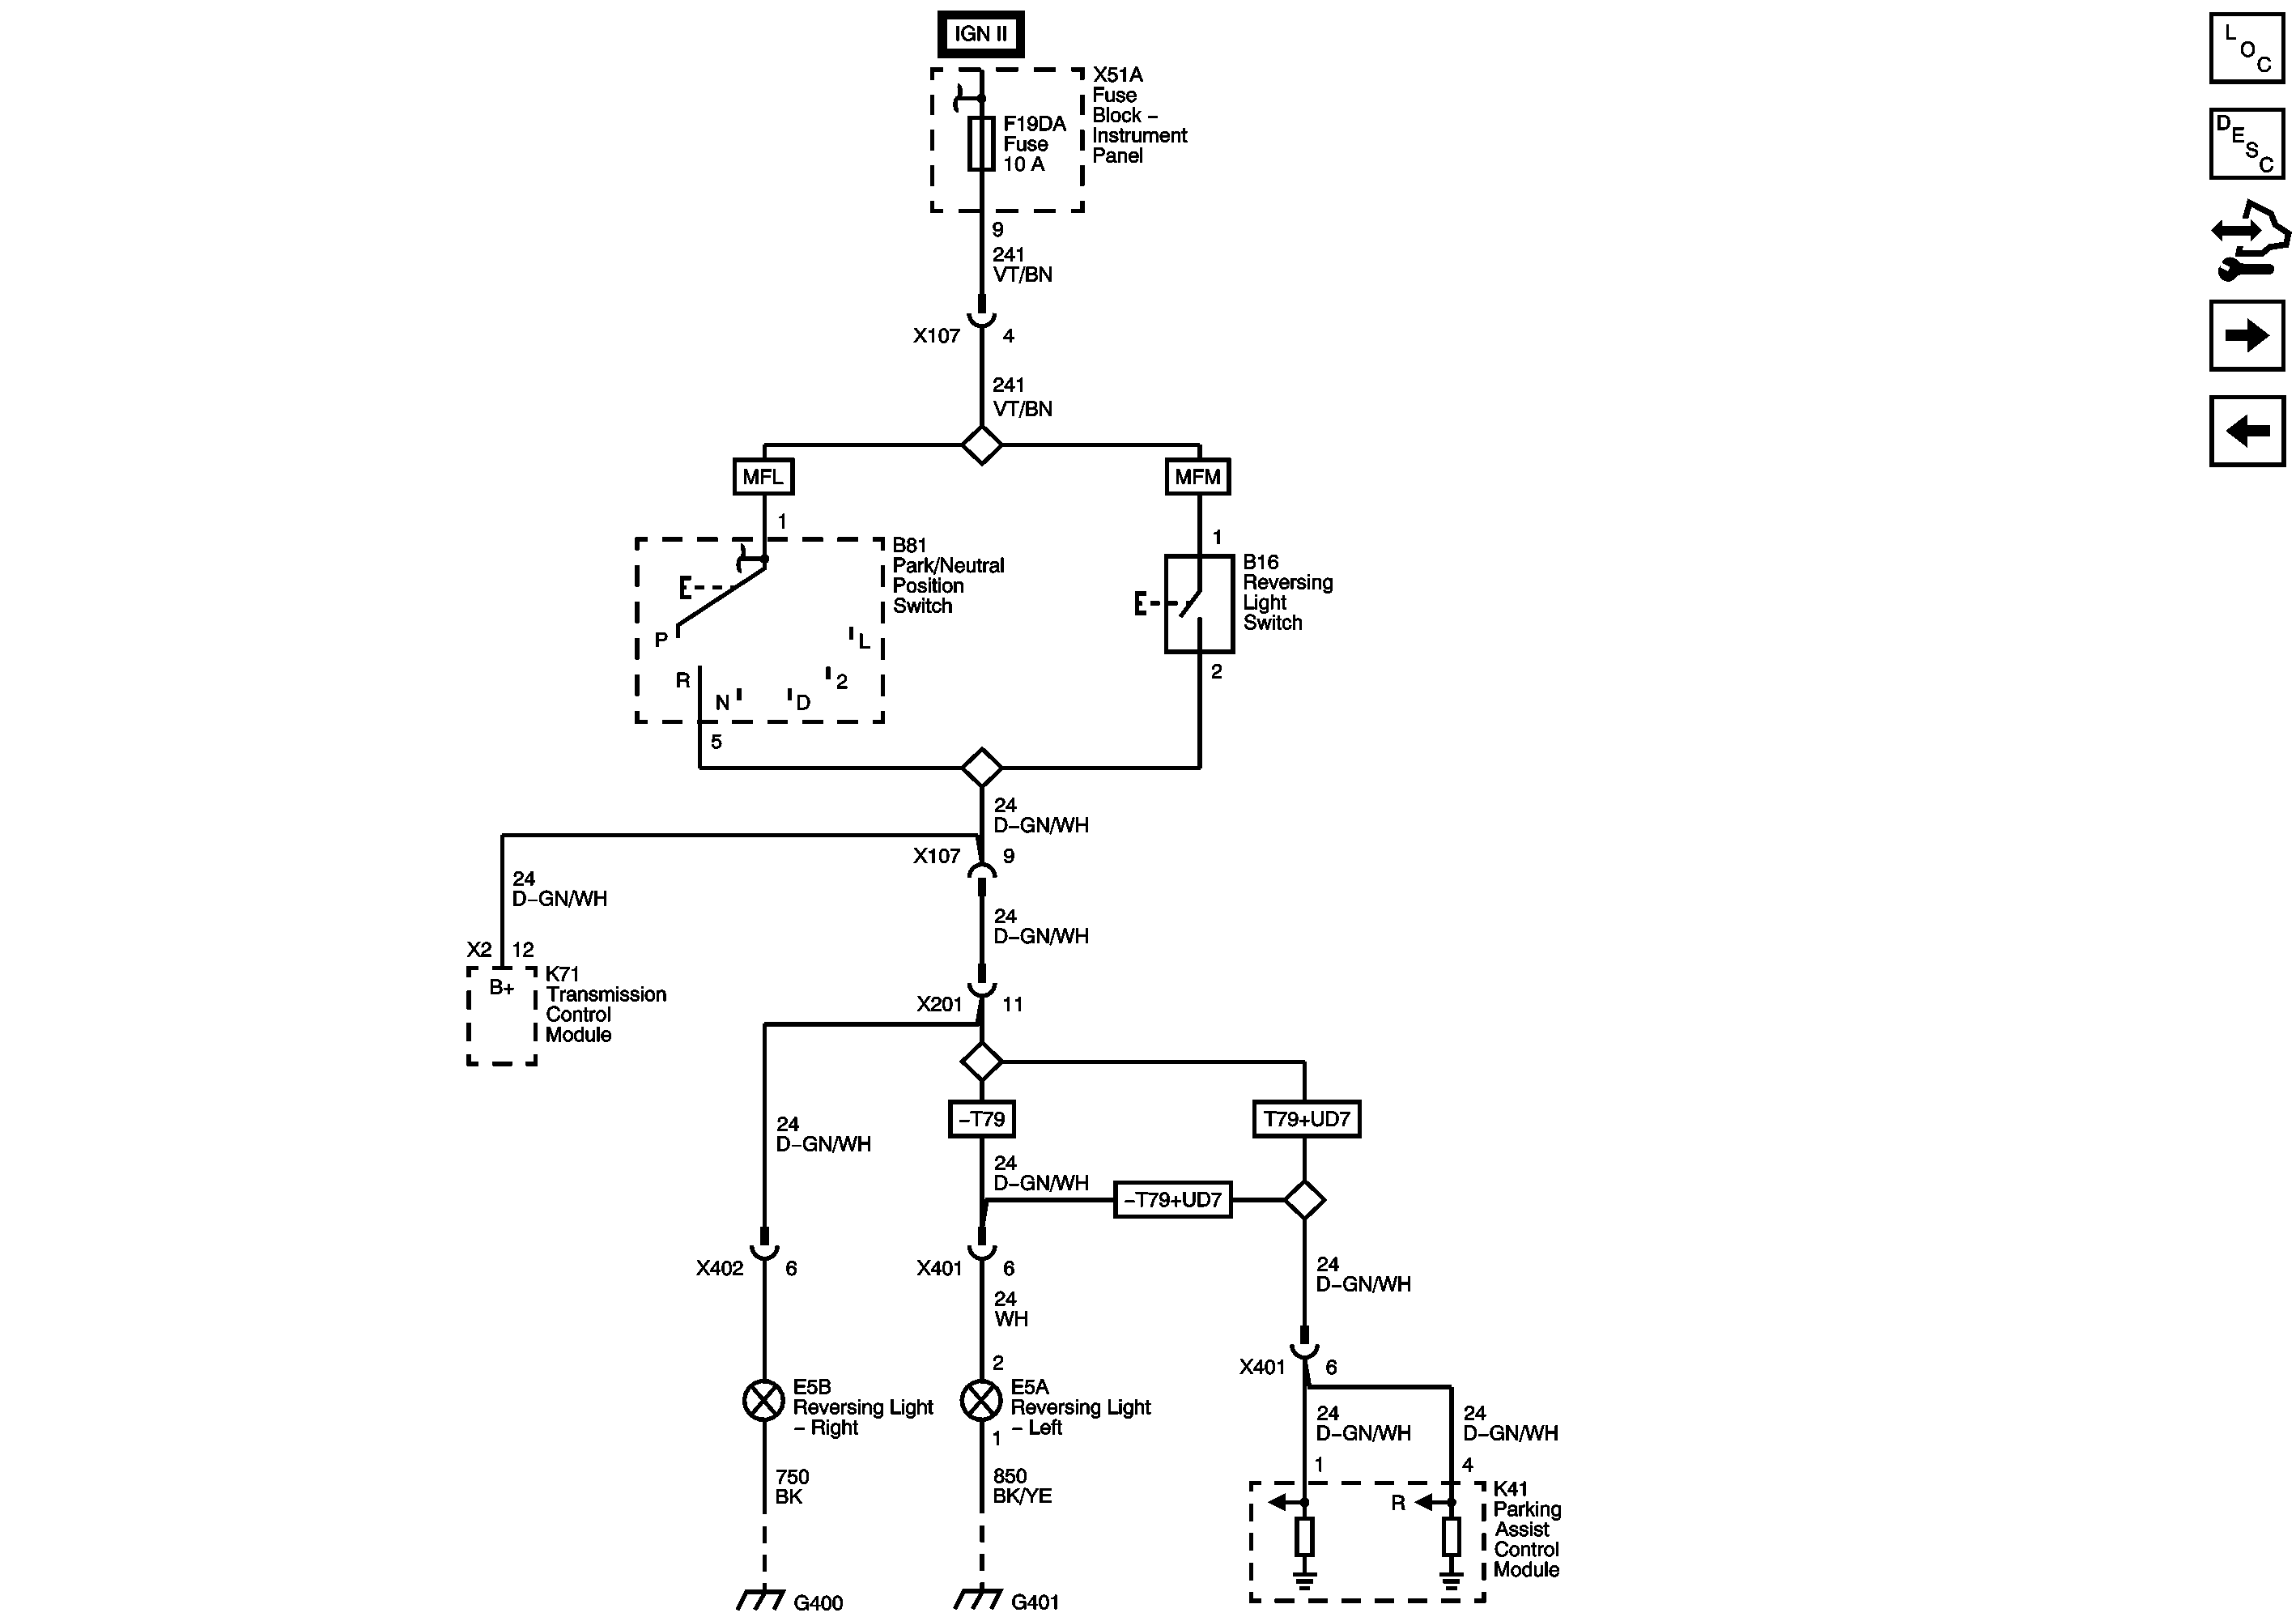 IGN II
X51A
Fuse
Block –
Instrument
Panel
F19DA
Fuse
10 A
9
241
VT/BN
X107
4
241
VT/BN
MFL
MFM
1
B81
Park/Neutral
Position
Switch
P
R
N
D
2
L
5
1
B16
Reversing
Light
Switch
2
24
D–GN/WH
X107
9
24
D–GN/WH
X2
12
B+
K71
Transmission
Control
Module
24
D–GN/WH
X201
11
–T79
T79+UD7
24
D–GN/WH
24
D–GN/WH
–T79+UD7
X402
6
X401
6
24
WH
24
D–GN/WH
2
X401
6
E5B
Reversing Light
– Right
E5A
Reversing Light
– Left
1
24
D–GN/WH
24
D–GN/WH
1
4
750
BK
850
BK/YE
R
K41
Parking
Assist
Control
Module
G400
G401
LOC
DESC